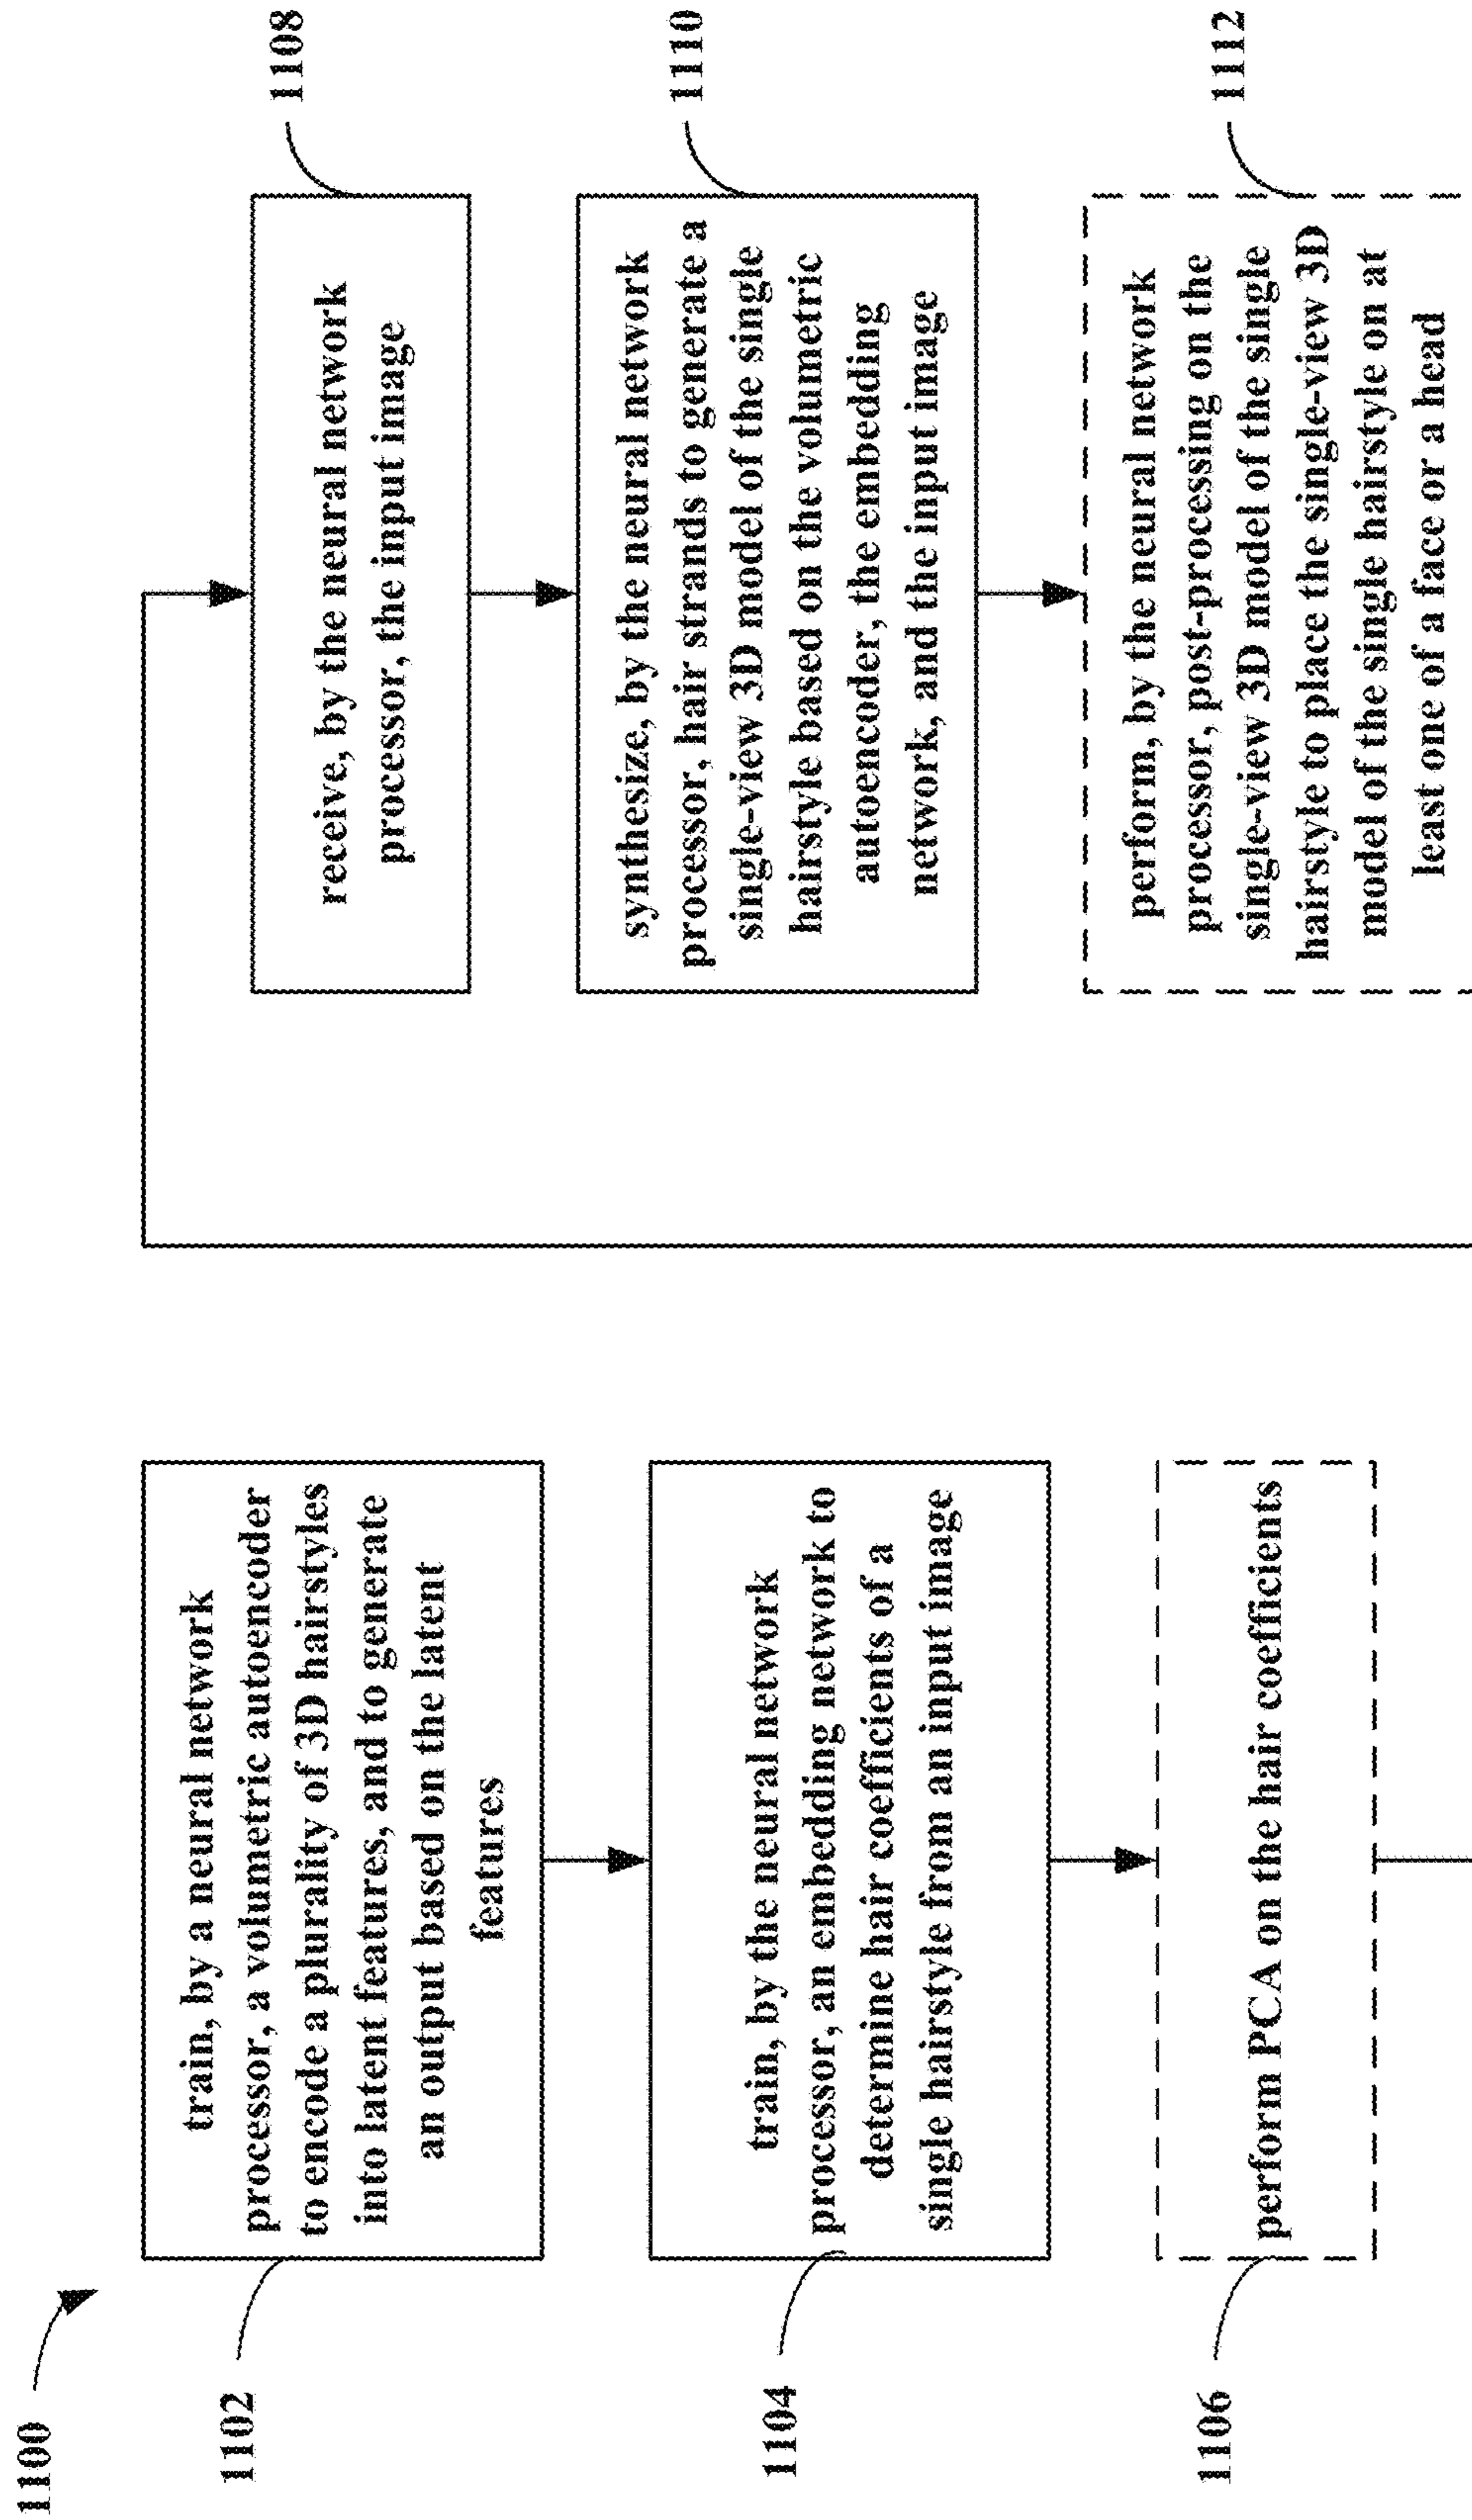 1100
1102
train, by a neural network
processor, a volumetric autoencoder
to encode a plurality of 3D hairstyles
into latent features, and to generate
an output based on the latent
features
1104
train, by the neural network
processor, an embedding network to
determine hair coefficients of a
single hairstyle from an input image
1106
perform PCA on the hair coefficients
1108
receive, by the neural network
processor, the input image
1110
synthesize, by the neural network
processor, hair strands to generate a
single-view 3D model of the single
hairstyle based on the volumetric
autoencoder, the embedding
network, and the input image
1112
perform, by the neural network
processor, post-processing on the
single-view 3D model of the single
hairstyle to place the single-view 3D
model of the single hairstyle on at
least one of a face or a head